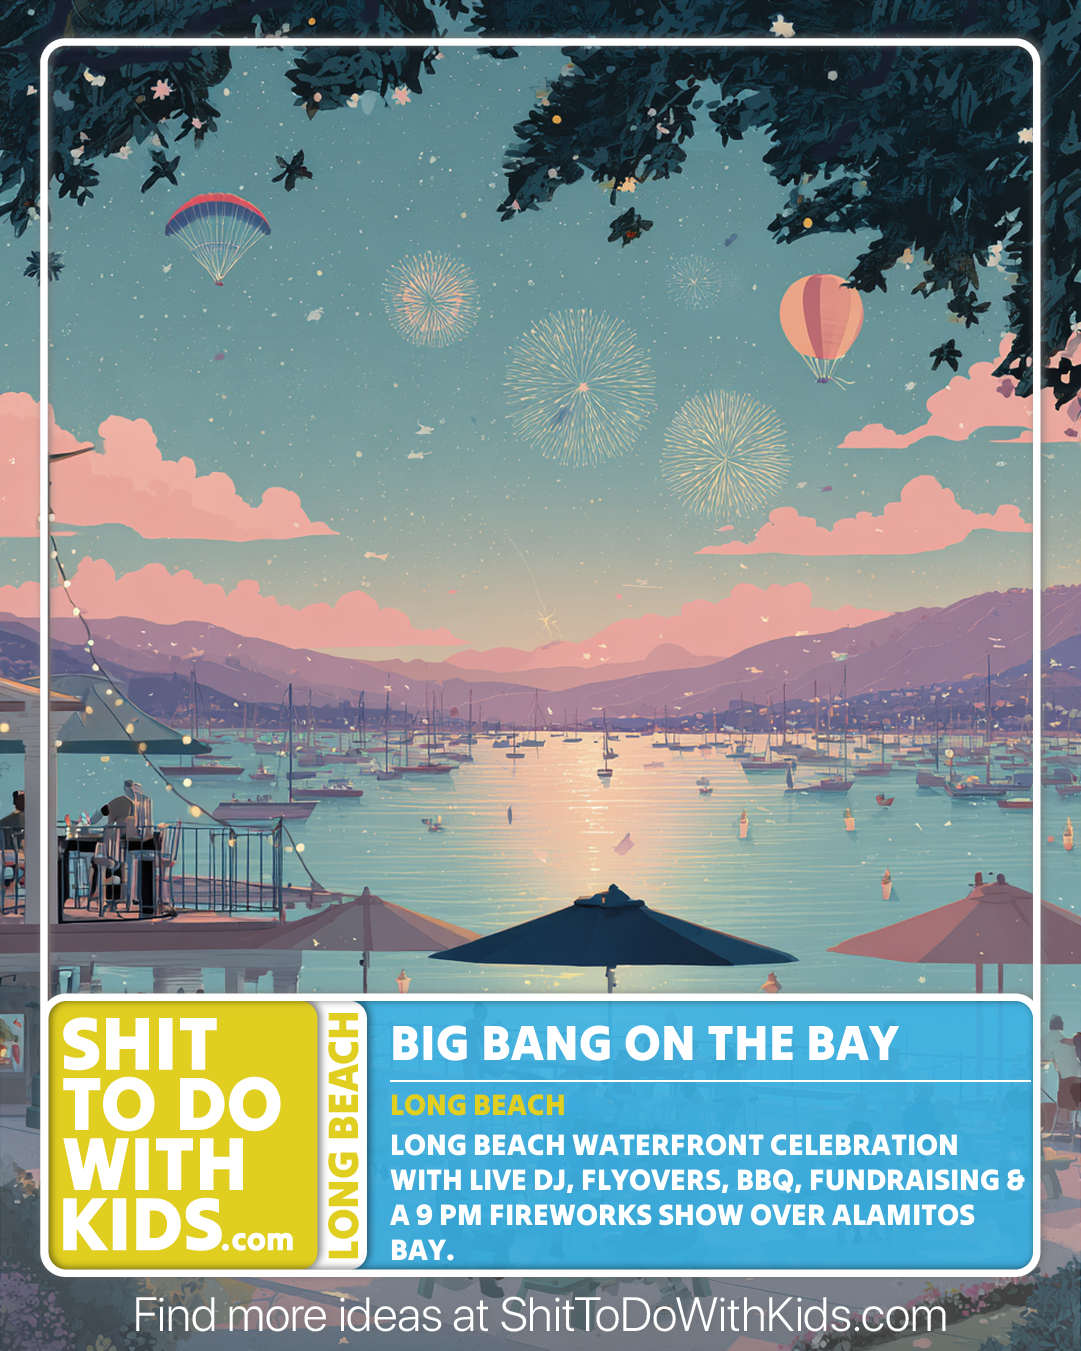 SHIT
TO DO
WITH
KIDS.com
LONG BEACH
BIG BANG ON THE BAY
LONG BEACH
LONG BEACH WATERFRONT CELEBRATION
WITH LIVE DJ, FLYOVERS, BBQ, FUNDRAISING &
A 9 PM FIREWORKS SHOW OVER ALAMITOS
BAY.
Find more ideas at ShitToDoWithKids.com